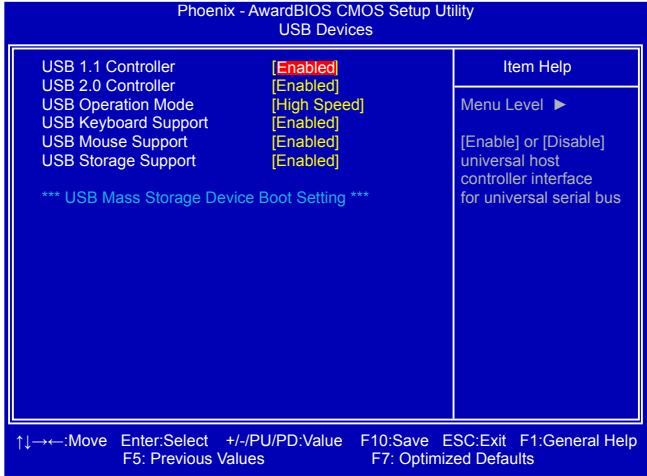 Phoenix - AwardBIOS CMOS Setup Utility
USB Devices
USB 1.1 Controller [Enabled]
USB 2.0 Controller [Enabled]
USB Operation Mode [High Speed]
USB Keyboard Support [Enabled]
USB Mouse Support [Enabled]
USB Storage Support [Enabled]
*** USB Mass Storage Device Boot Setting ***
Item Help
Menu Level ►
[Enable] or [Disable]
universal host
controller interface
for universal serial bus
↑↓→←:Move Enter:Select +/-/PU/PD:Value F10:Save ESC:Exit F1:General Help
F5: Previous Values F7: Optimized Defaults